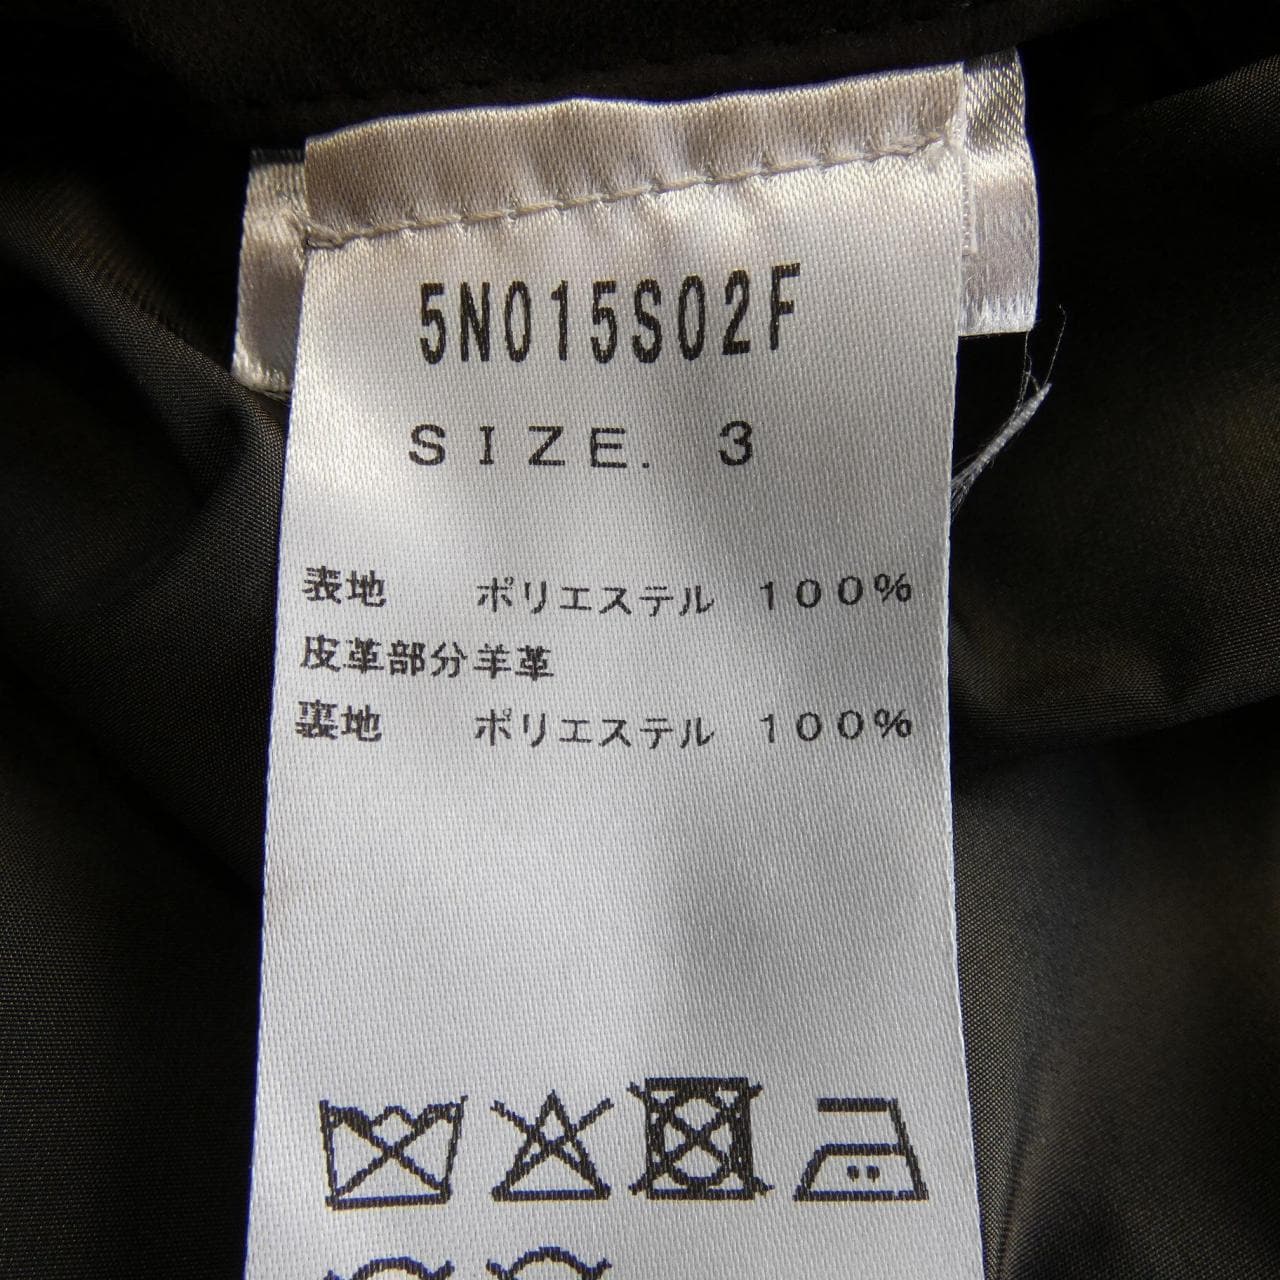 5N015S02F
SIZE. 3
表地 ポリエステル 100%
皮革部分羊革
裏地 ポリエステル 100%